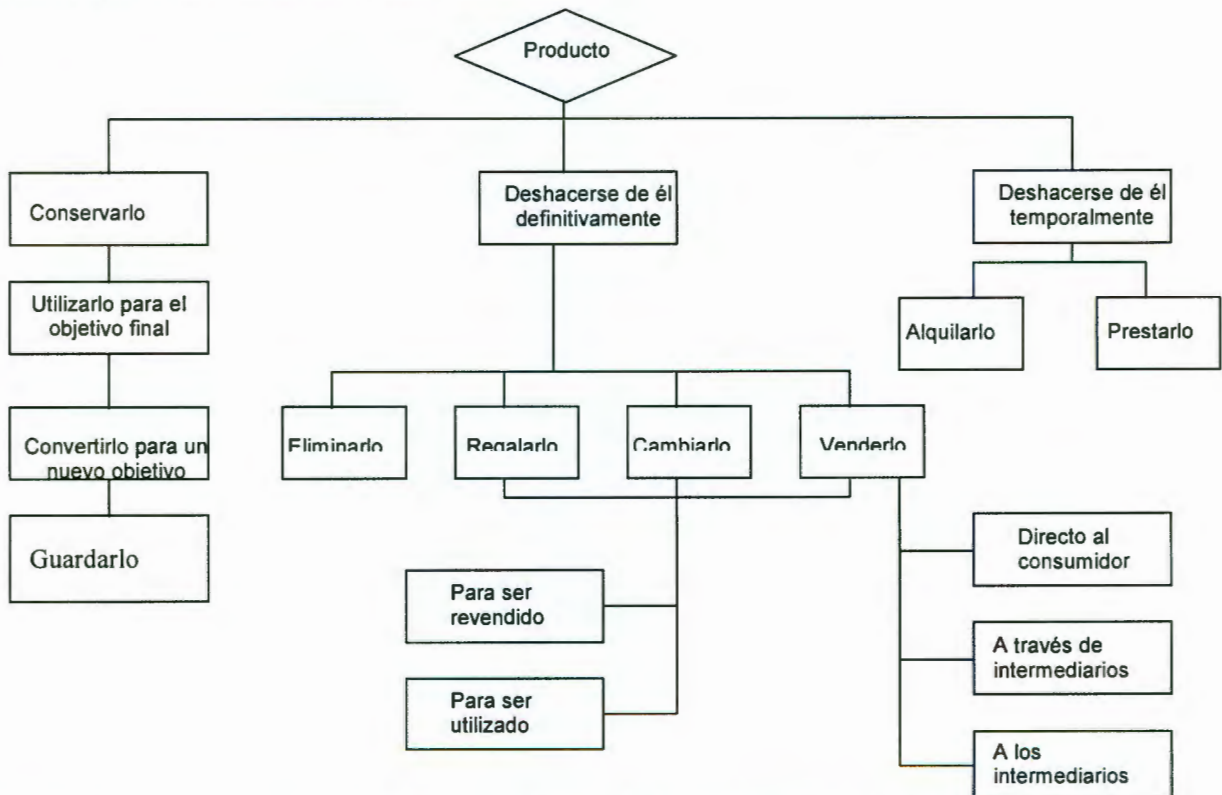 Producto
Conservarlo
Deshacerse de él
definitivamente
Deshacerse de él
temporalmente
Utilizarlo para el
objetivo final
Alquilarlo
Prestarlo
Convertirlo para un
nuevo objetivo
Eliminarlo
Regalarlo
Cambiarlo
Venderlo
Guardarlo
Directo al
consumidor
Para ser
revendido
A través de
intermediarios
Para ser
utilizado
A los
intermediarios